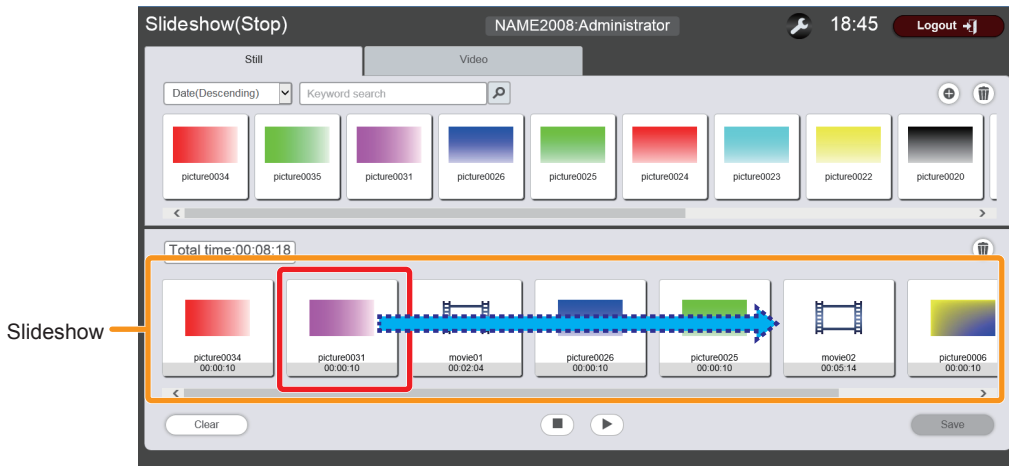 Slideshow(Stop) NAME2008:Administrator 18:45 Logout
Still Video
Date(Descending) Keyword search
picture0034 picture0035 picture0031 picture0026 picture0025 picture0024 picture0023 picture0022 picture0020
Total time:00:08:18
Slideshow
picture0034 picture0031 movie01 picture0026 picture0025 movie02 picture0006
00:00:10 00:00:10 00:02:04 00:00:10 00:00:10 00:05:14 00:00:10
Clear Save